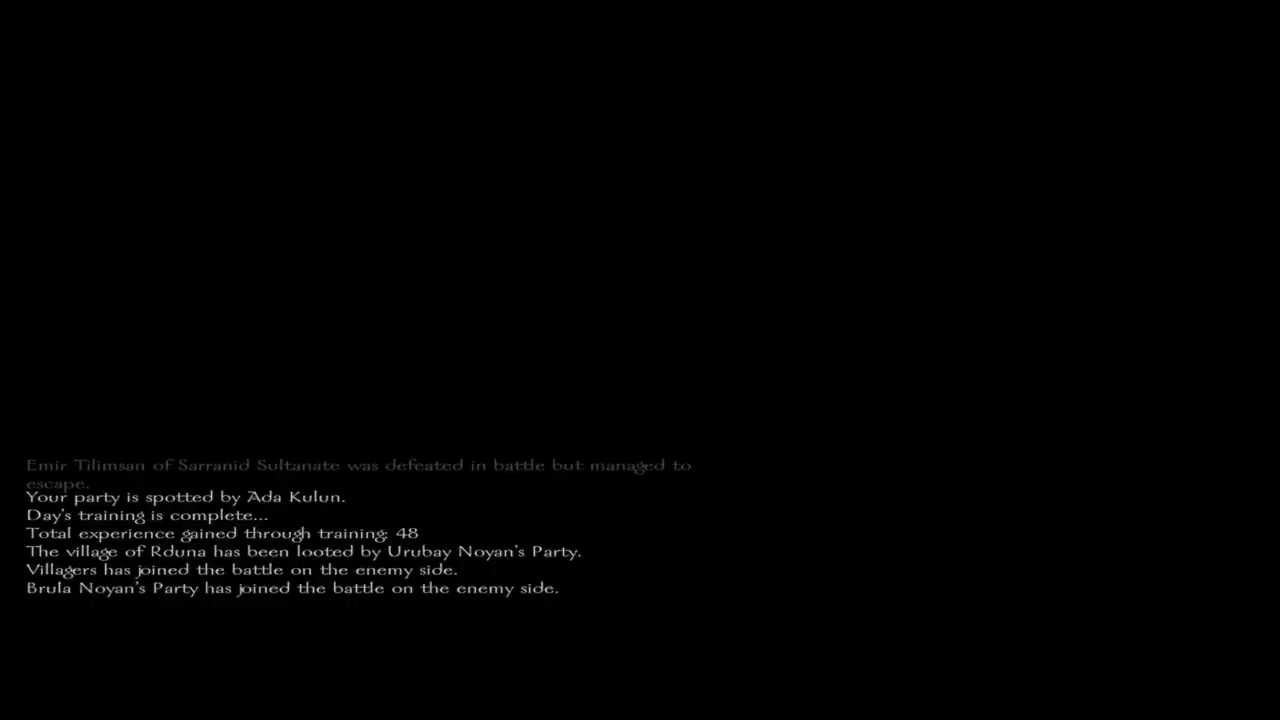 Emir Tilimsan of Sarranid Sultanate was defeated in battle but managed to
escape.
Your party is spotted by Ada Kulun.
Day's training is complete...
Total experience gained through training: 48
The village of Rduna has been looted by Urubay Noyan's Party.
Villagers has joined the battle on the enemy side.
Brula Noyan's Party has joined the battle on the enemy side.